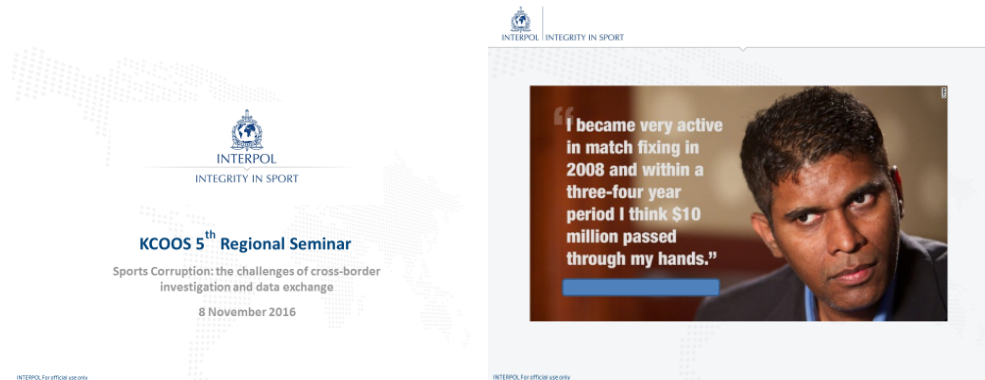 INTERPOL
INTEGRITY IN SPORT
KCOOS 5th Regional Seminar
Sports Corruption: the challenges of cross-border
investigation and data exchange
8 November 2016
INTERPOL For official use only
INTERPOL INTEGRITY IN SPORT
“I became very active
in match fixing in
2008 and within a
three-four year
period I think $10
million passed
through my hands.”
INTERPOL For official use only